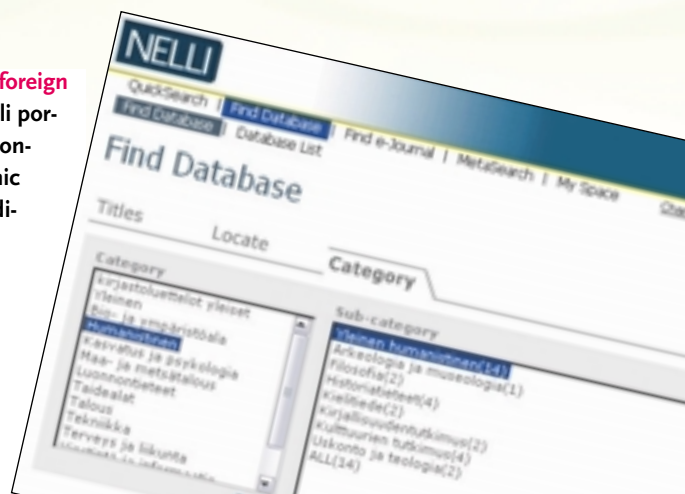 foreign
li por-
on-
nic
di-
NELLI
QuickSearch | Find Database | Find e-Journal | MetaSearch | My Space
Find Database | Database List
Find Database
Titles
Locate
Category
Category
kirjastoluettelot yleiset
Yleinen
Bio- ja ympäristöala
Humanistinen
Kasvatus ja psykologia
Maa- ja metsätalous
Luonnontieteet
Taidealat
Talous
Tekniikka
Terveys ja liikunta
Sub-category
Yleinen humanistinen(14)
Arkeologia ja museologia(1)
Filosofia(2)
Historiatieteet(4)
Kielitiede(2)
Kirjallisuudentutkimus(2)
Kulttuurien tutkimus(4)
Uskonto ja teologia(2)
ALL(14)